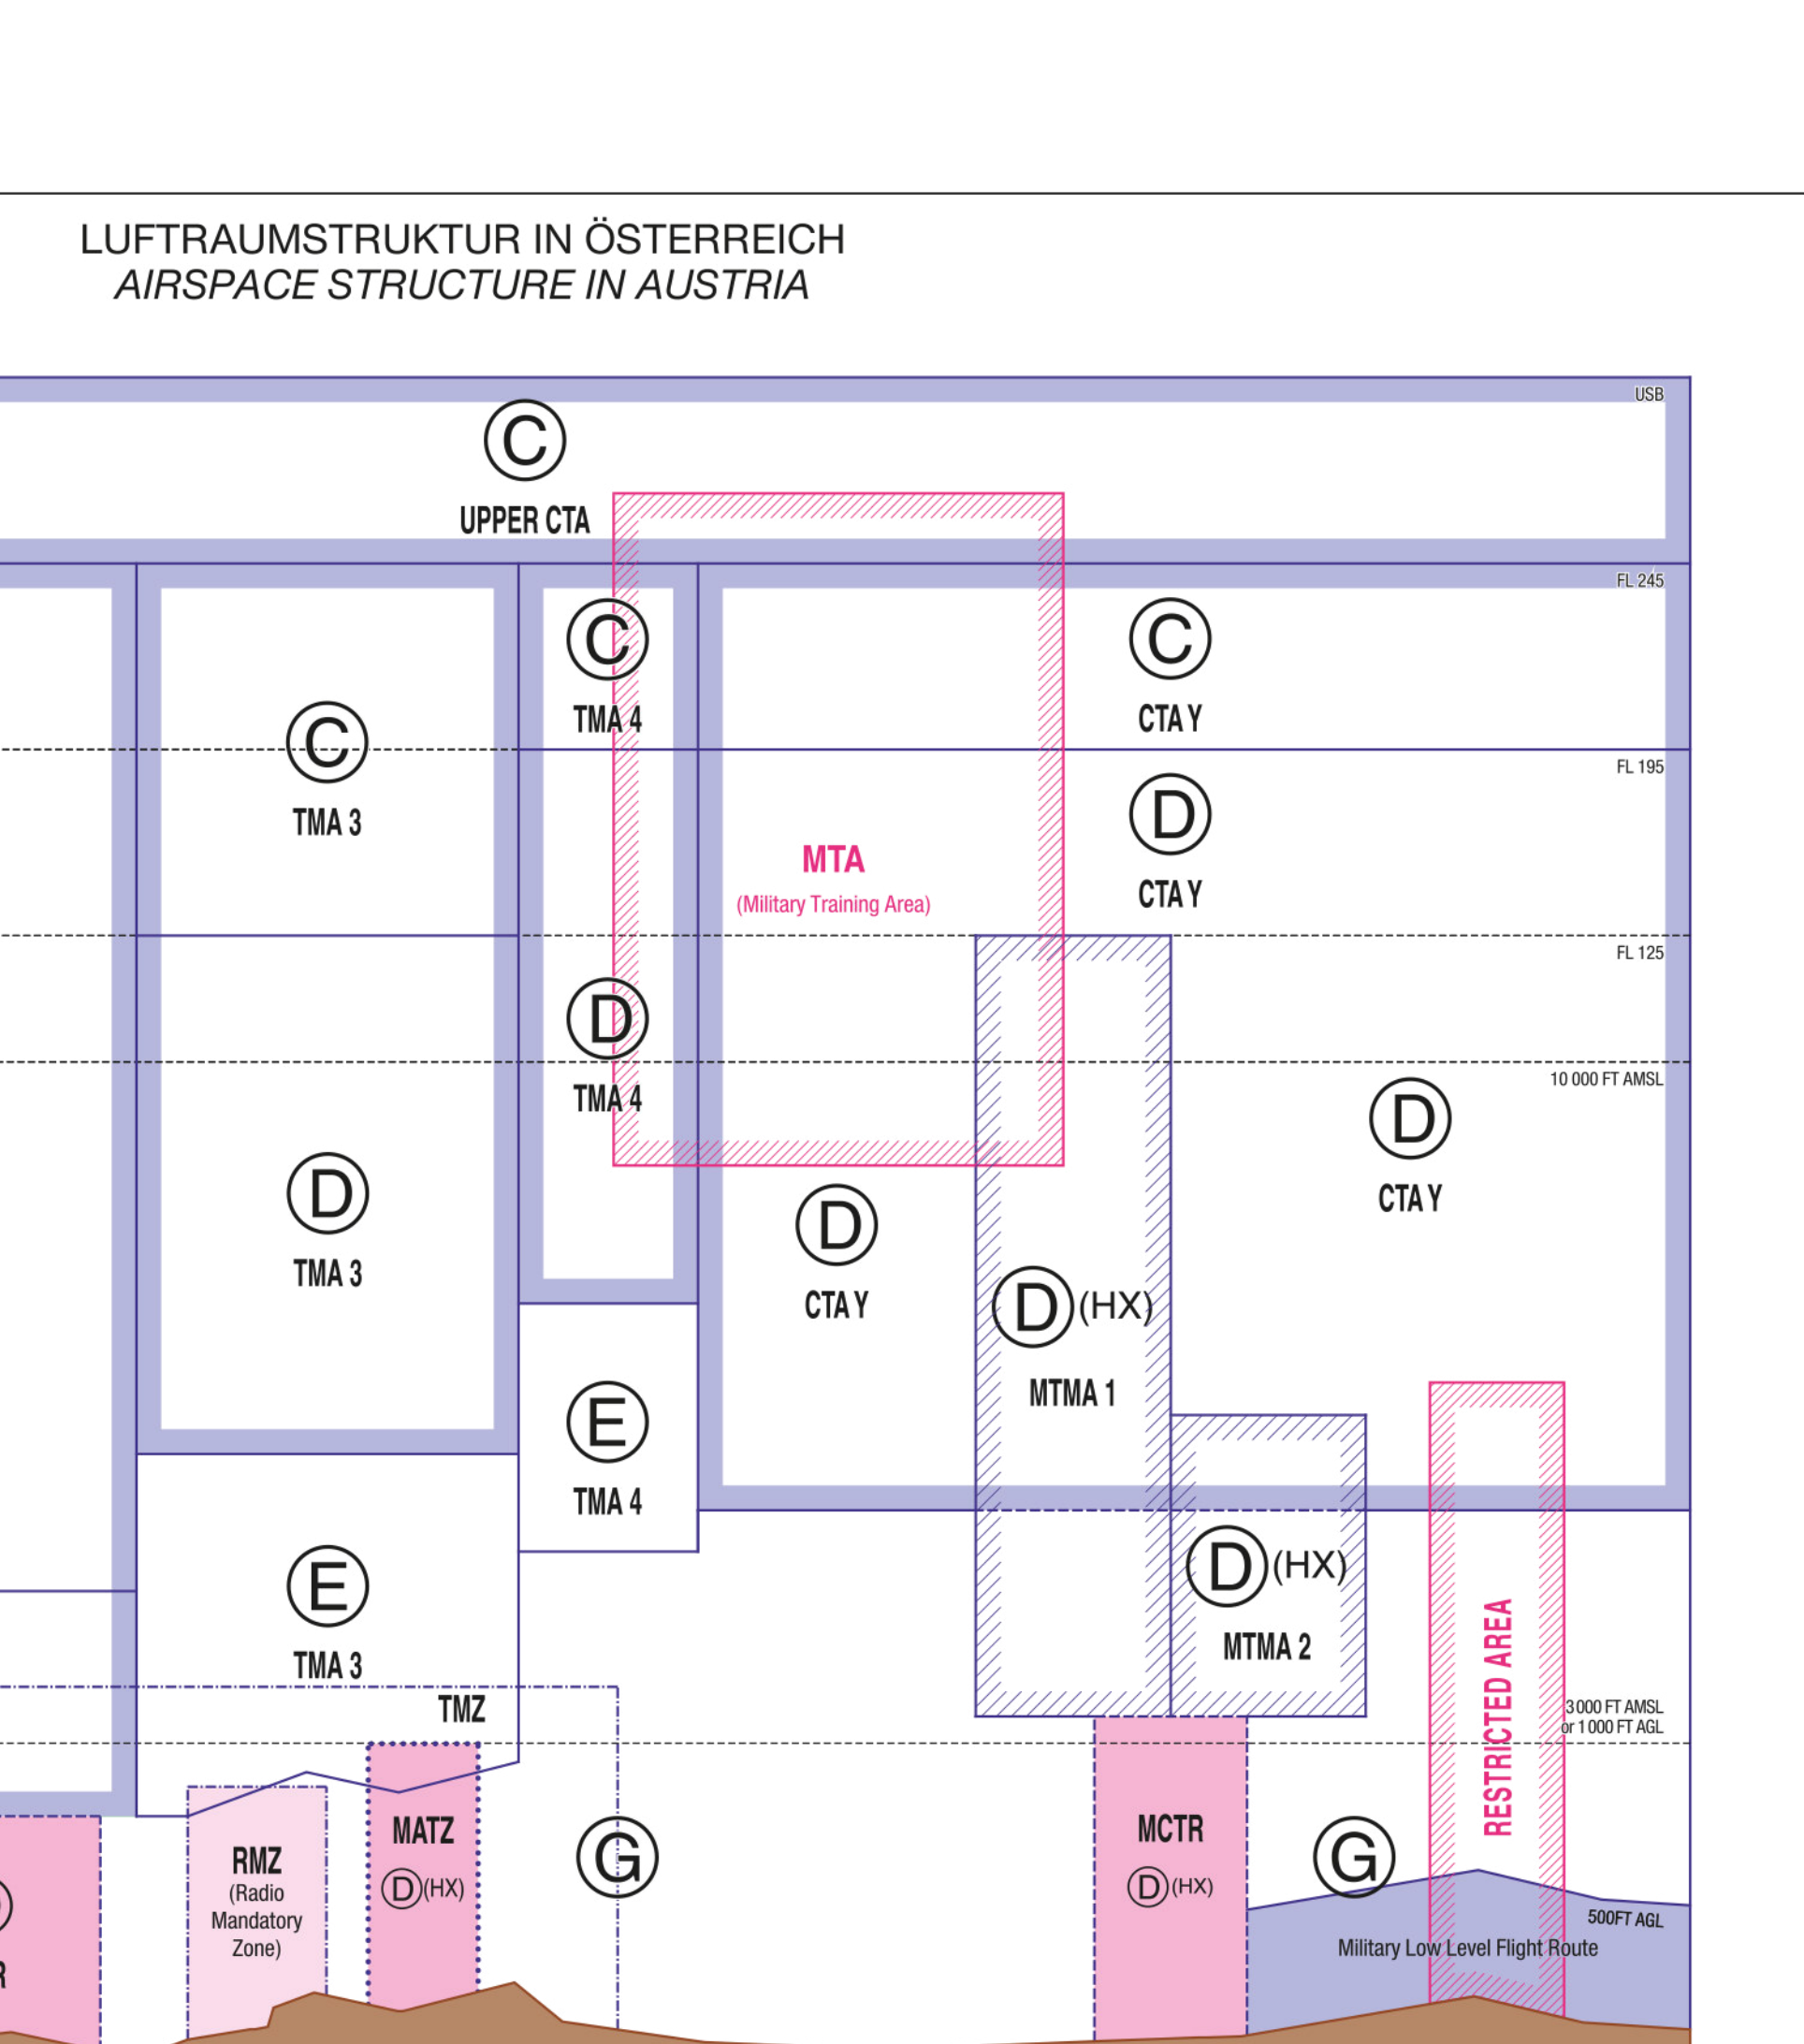 LUFTRAUMSTRUKTUR IN ÖSTERREICH
AIRSPACE STRUCTURE IN AUSTRIA
USB
C
UPPER CTA
FL 245
C
TMA 4
C
CTA Y
C
TMA 3
FL 195
D
CTA Y
MTA
(Military Training Area)
FL 125
D
TMA 4
10 000 FT AMSL
D
CTA Y
D
TMA 3
D
CTA Y
D (HX)
MTMA 1
E
TMA 4
D (HX)
MTMA 2
E
TMA 3
TMZ
RESTRICTED AREA
3 000 FT AMSL
or 1 000 FT AGL
MATZ
D (HX)
MCTR
D (HX)
G
G
RMZ
(Radio
Mandatory
Zone)
500FT AGL
Military Low Level Flight Route
R